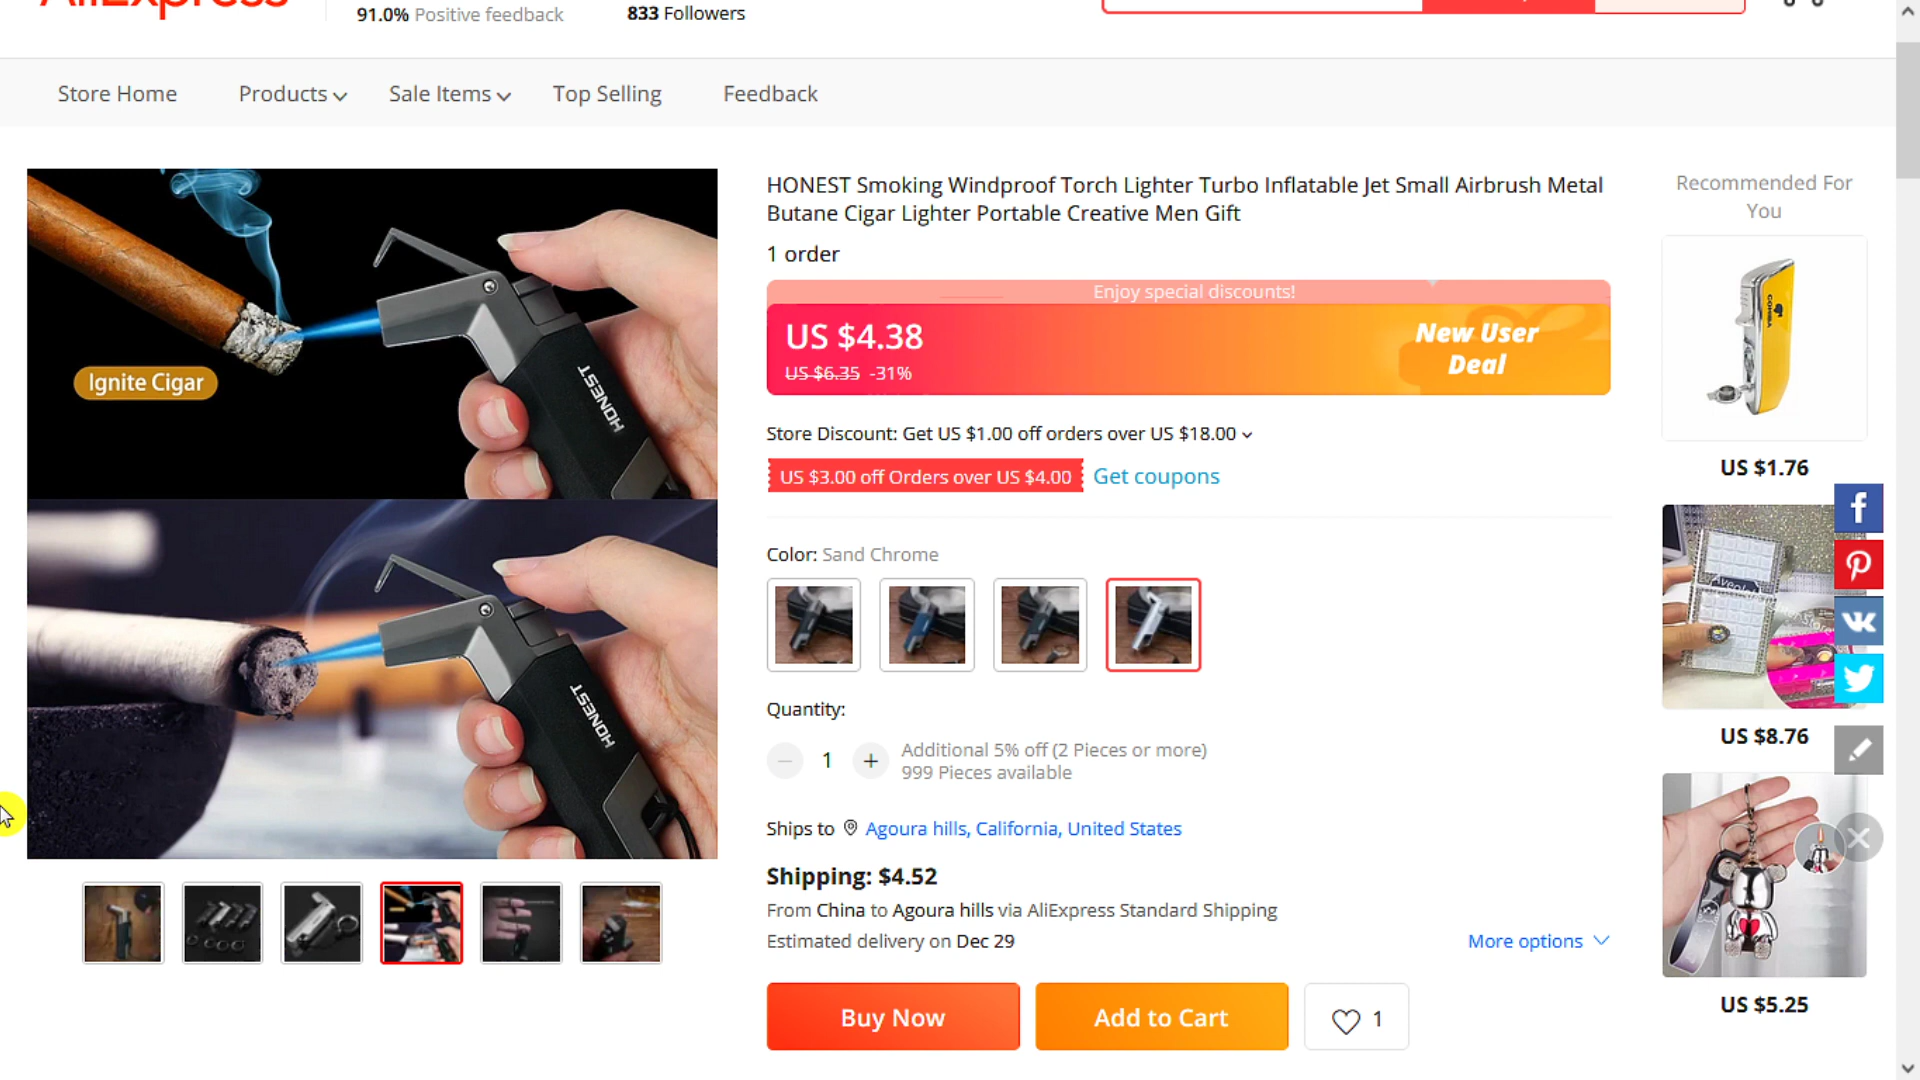 AliExpress
91.0% Positive feedback
833 Followers
Store Home
Products
Sale Items
Top Selling
Feedback
Ignite Cigar
HONEST
HONEST
HONEST Smoking Windproof Torch Lighter Turbo Inflatable Jet Small Airbrush Metal
Butane Cigar Lighter Portable Creative Men Gift
1 order
Enjoy special discounts!
US $4.38
US $6.35 -31%
New User
Deal
Store Discount: Get US $1.00 off orders over US $18.00
US $3.00 off Orders over US $4.00
Get coupons
Color: Sand Chrome
Quantity:
1
Additional 5% off (2 Pieces or more)
999 Pieces available
Ships to Agoura hills, California, United States
Shipping: $4.52
From China to Agoura hills via AliExpress Standard Shipping
Estimated delivery on Dec 29
More options
Buy Now
Add to Cart
1
Recommended For
You
COHIBA
US $1.76
US $8.76
US $5.25